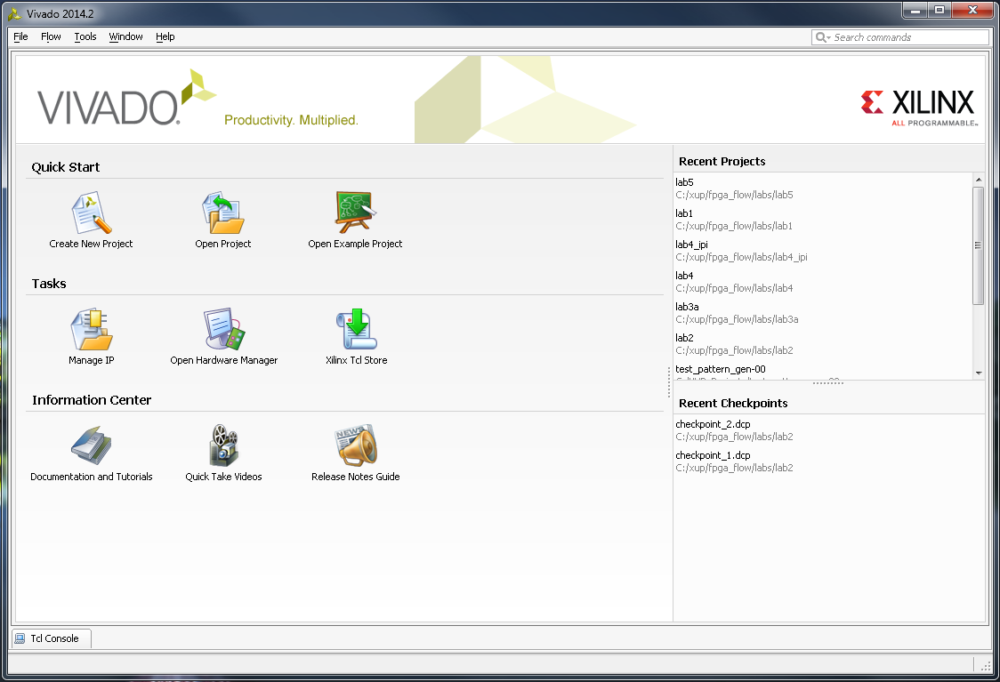 Vivado 2014.2
File Flow Tools Window Help
Search commands
VIVADO.
Productivity. Multiplied.
XILINX
ALL PROGRAMMABLE™
Quick Start
Create New Project
Open Project
Open Example Project
Tasks
Manage IP
Open Hardware Manager
Xilinx Tcl Store
Information Center
NEWS
Documentation and Tutorials
Quick Take Videos
Release Notes Guide
Recent Projects
lab5
C:/xup/fpga_flow/labs/lab5
lab1
C:/xup/fpga_flow/labs/lab1
lab4_ipi
C:/xup/fpga_flow/labs/lab4_ipi
lab4
C:/xup/fpga_flow/labs/lab4
lab3a
C:/xup/fpga_flow/labs/lab3a
lab2
C:/xup/fpga_flow/labs/lab2
test_pattern_gen-00
Recent Checkpoints
checkpoint_2.dcp
C:/xup/fpga_flow/labs/lab2
checkpoint_1.dcp
C:/xup/fpga_flow/labs/lab2
Tcl Console